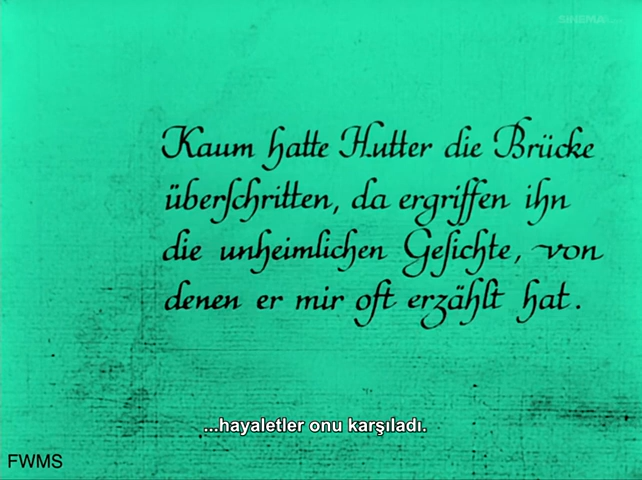 SINEMA
Kaum hatte Hutter die Brücke
überſchritten, da ergriffen ihn
die unheimlichen Geſichte, von
denen er mir oft erzählt hat.
...hayaletler onu karşıladı.
FWMS